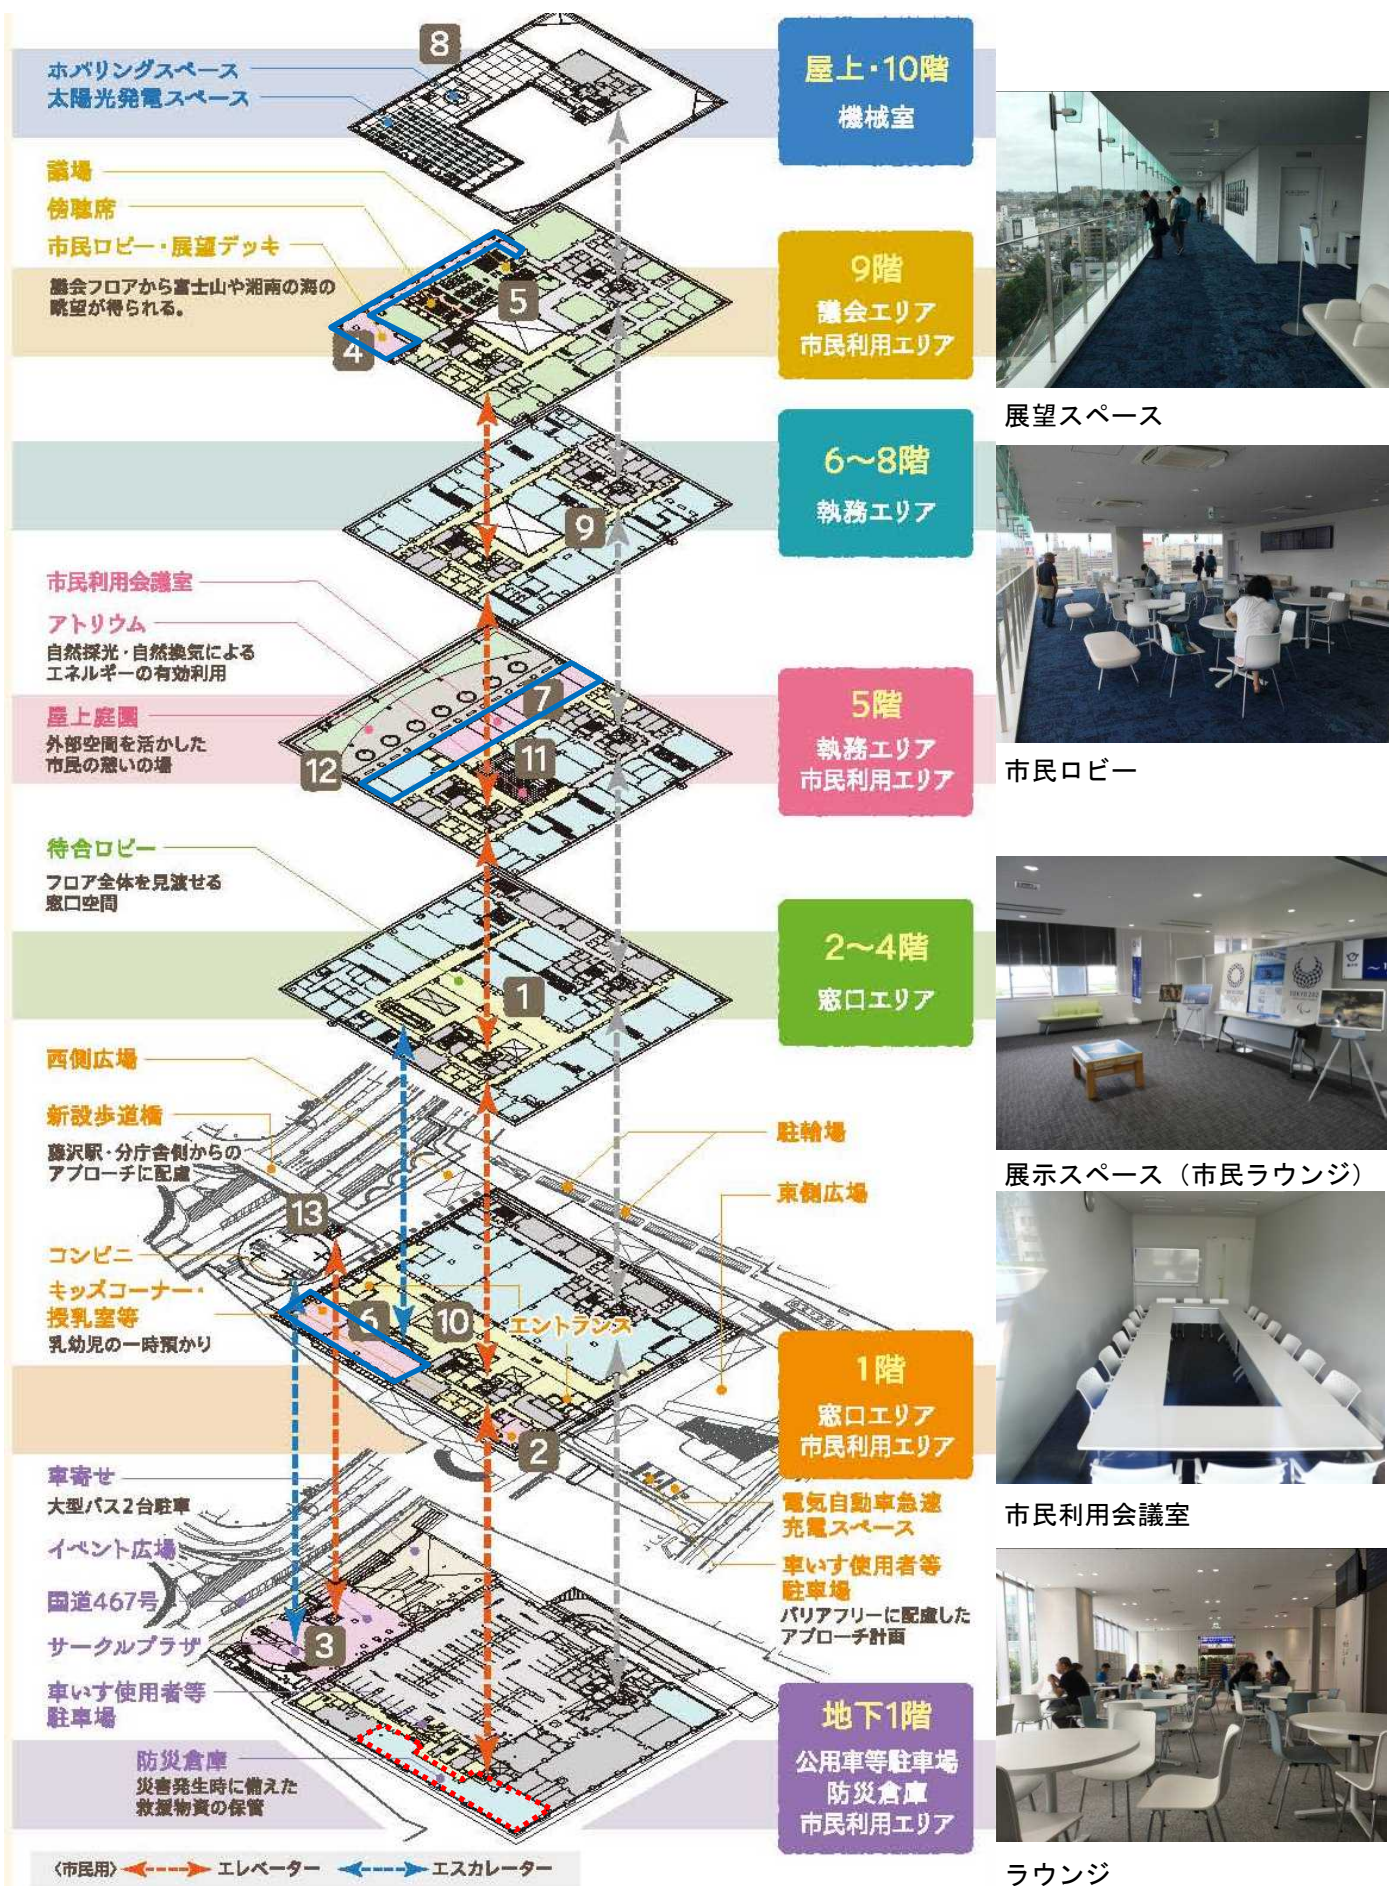 8
ホバリングスペース
太陽光発電スペース
屋上・10階
機械室
議場
傍聴席
市民ロビー・展望デッキ
議会フロアから富士山や湘南の海の
眺望が得られる。
5
4
9階
議会エリア
市民利用エリア
展望スペース
6〜8階
執務エリア
9
市民利用会議室
アトリウム
自然採光・自然換気による
エネルギーの有効利用
屋上庭園
外部空間を活かした
市民の憩いの場
7
11
12
5階
執務エリア
市民利用エリア
市民ロビー
待合ロビー
フロア全体を見渡せる
窓口空間
1
2〜4階
窓口エリア
展示スペース（市民ラウンジ）
西側広場
新設歩道橋
藤沢駅・分庁舎側からの
アプローチに配慮
駐輪場
東側広場
13
コンビニ
キッズコーナー・
授乳室等
乳幼児の一時預かり
6
10
エントランス
2
1階
窓口エリア
市民利用エリア
市民利用会議室
車寄せ
大型バス2台駐車
イベント広場
国道467号
サークルプラザ
車いす使用者等
駐車場
3
電気自動車急速
充電スペース
車いす使用者等
駐車場
バリアフリーに配慮した
アプローチ計画
防災倉庫
災害発生時に備えた
救援物資の保管
地下1階
公用車等駐車場
防災倉庫
市民利用エリア
〈市民用〉 エレベーター エスカレーター
ラウンジ